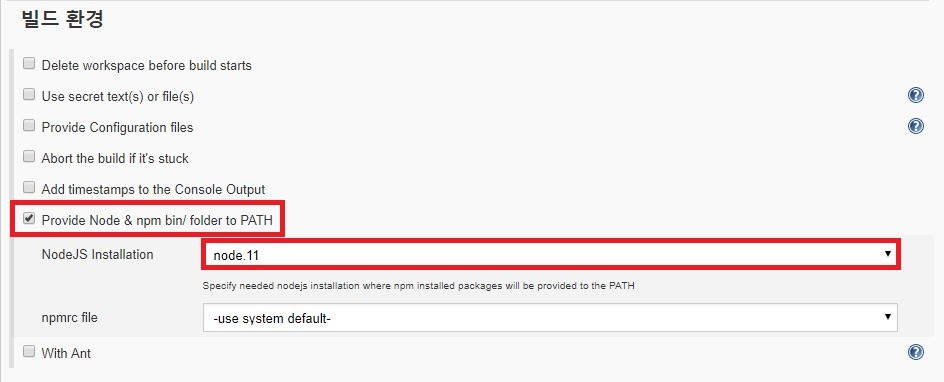 빌드 환경
Delete workspace before build starts
Use secret text(s) or file(s)
Provide Configuration files
Abort the build if it's stuck
Add timestamps to the Console Output
Provide Node & npm bin/ folder to PATH
NodeJS Installation node.11
Specify needed nodejs installation where npm installed packages will be provided to the PATH
npmrc file -use system default-
With Ant